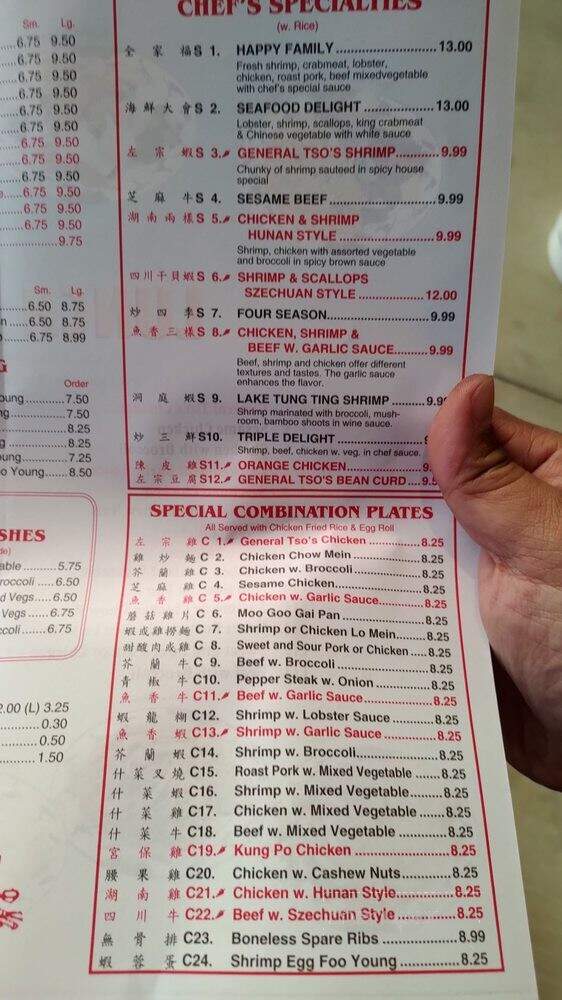 Sm. Lg.
6.75 9.50
6.75 9.50
6.75 9.50
6.75 9.50
6.75 9.50
6.75 9.50
6.75 9.50
6.75 9.50
6.75 9.50
6.75 9.50
6.75 9.50
6.75 9.50
9.75
Sm. Lg.
6.50 8.75
6.50 8.75
6.75 8.99
Order
7.50
7.50
8.25
8.25
7.25
o Young.......8.50
5.75
6.50
d Vegs.....6.50
Vegs......6.75
6.75
2.00 (L) 3.25
0.30
0.50
1.50
CHEF'S SPECIALTIES
(w. Rice)
全家福 S 1. HAPPY FAMILY 13.00
Fresh shrimp, crabmeat, lobster,
chicken, roast pork, beef mixedvegetable
with chef's special sauce
海鮮大會 S 2. SEAFOOD DELIGHT 13.00
Lobster, shrimp, scallops, king crabmeat
& Chinese vegetable with white sauce
左宗蝦 S 3. GENERAL TSO'S SHRIMP 9.99
Chunky of shrimp sauteed in spicy house
special
芝麻牛 S 4. SESAME BEEF 9.99
湖南兩樣 S 5. CHICKEN & SHRIMP
HUNAN STYLE 9.99
Shrimp, chicken with assorted vegetable
and broccoli in spicy brown sauce
四川干貝蝦 S 6. SHRIMP & SCALLOPS
SZECHUAN STYLE 12.00
炒四季 S 7. FOUR SEASON 9.99
魚香三樣 S 8. CHICKEN, SHRIMP &
BEEF W. GARLIC SAUCE 9.99
Beef, shrimp and chicken offer different
textures and tastes. The garlic sauce
enhances the flavor.
洞庭蝦 S 9. LAKE TUNG TING SHRIMP 9.9
Shrimp marinated with broccoli, mush-
room, bamboo shoots in wine sauce.
炒三鮮 S10. TRIPLE DELIGHT
Shrimp, beef, chicken w. veg. in chef sauce.
陳皮雞 S11. ORANGE CHICKEN 9.
左宗豆腐 S12. GENERAL TSO'S BEAN CURD 9.
SPECIAL COMBINATION PLATES
All Served with Chicken Fried Rice & Egg Roll
左宗雞 C 1. General Tso's Chicken 8.25
雞炒麵 C 2. Chicken Chow Mein 8.25
芥蘭雞 C 3. Chicken w. Broccoli 8.25
芝麻雞 C 4. Sesame Chicken 8.25
魚香雞 C 5. Chicken w. Garlic Sauce 8.25
蘑菇雞片 C 6. Moo Goo Gai Pan 8.25
蝦或雞撈麵 C 7. Shrimp or Chicken Lo Mein 8.25
甜酸肉或雞 C 8. Sweet and Sour Pork or Chicken 8.25
芥蘭牛 C 9. Beef w. Broccoli 8.25
青椒牛 C10. Pepper Steak w. Onion 8.25
魚香牛 C11. Beef w. Garlic Sauce 8.25
蝦龍糊 C12. Shrimp w. Lobster Sauce 8.25
魚香蝦 C13. Shrimp w. Garlic Sauce 8.25
芥蘭蝦 C14. Shrimp w. Broccoli 8.25
什菜叉燒 C15. Roast Pork w. Mixed Vegetable 8.25
什菜蝦 C16. Shrimp w. Mixed Vegetable 8.25
什菜雞 C17. Chicken w. Mixed Vegetable 8.25
什菜牛 C18. Beef w. Mixed Vegetable 8.25
宮保雞 C19. Kung Po Chicken 8.25
腰果雞 C20. Chicken w. Cashew Nuts 8.25
湖南雞 C21. Chicken w. Hunan Style 8.25
四川牛 C22. Beef w. Szechuan Style 8.25
無骨排 C23. Boneless Spare Ribs 8.99
蝦蓉蛋 C24. Shrimp Egg Foo Young 8.25